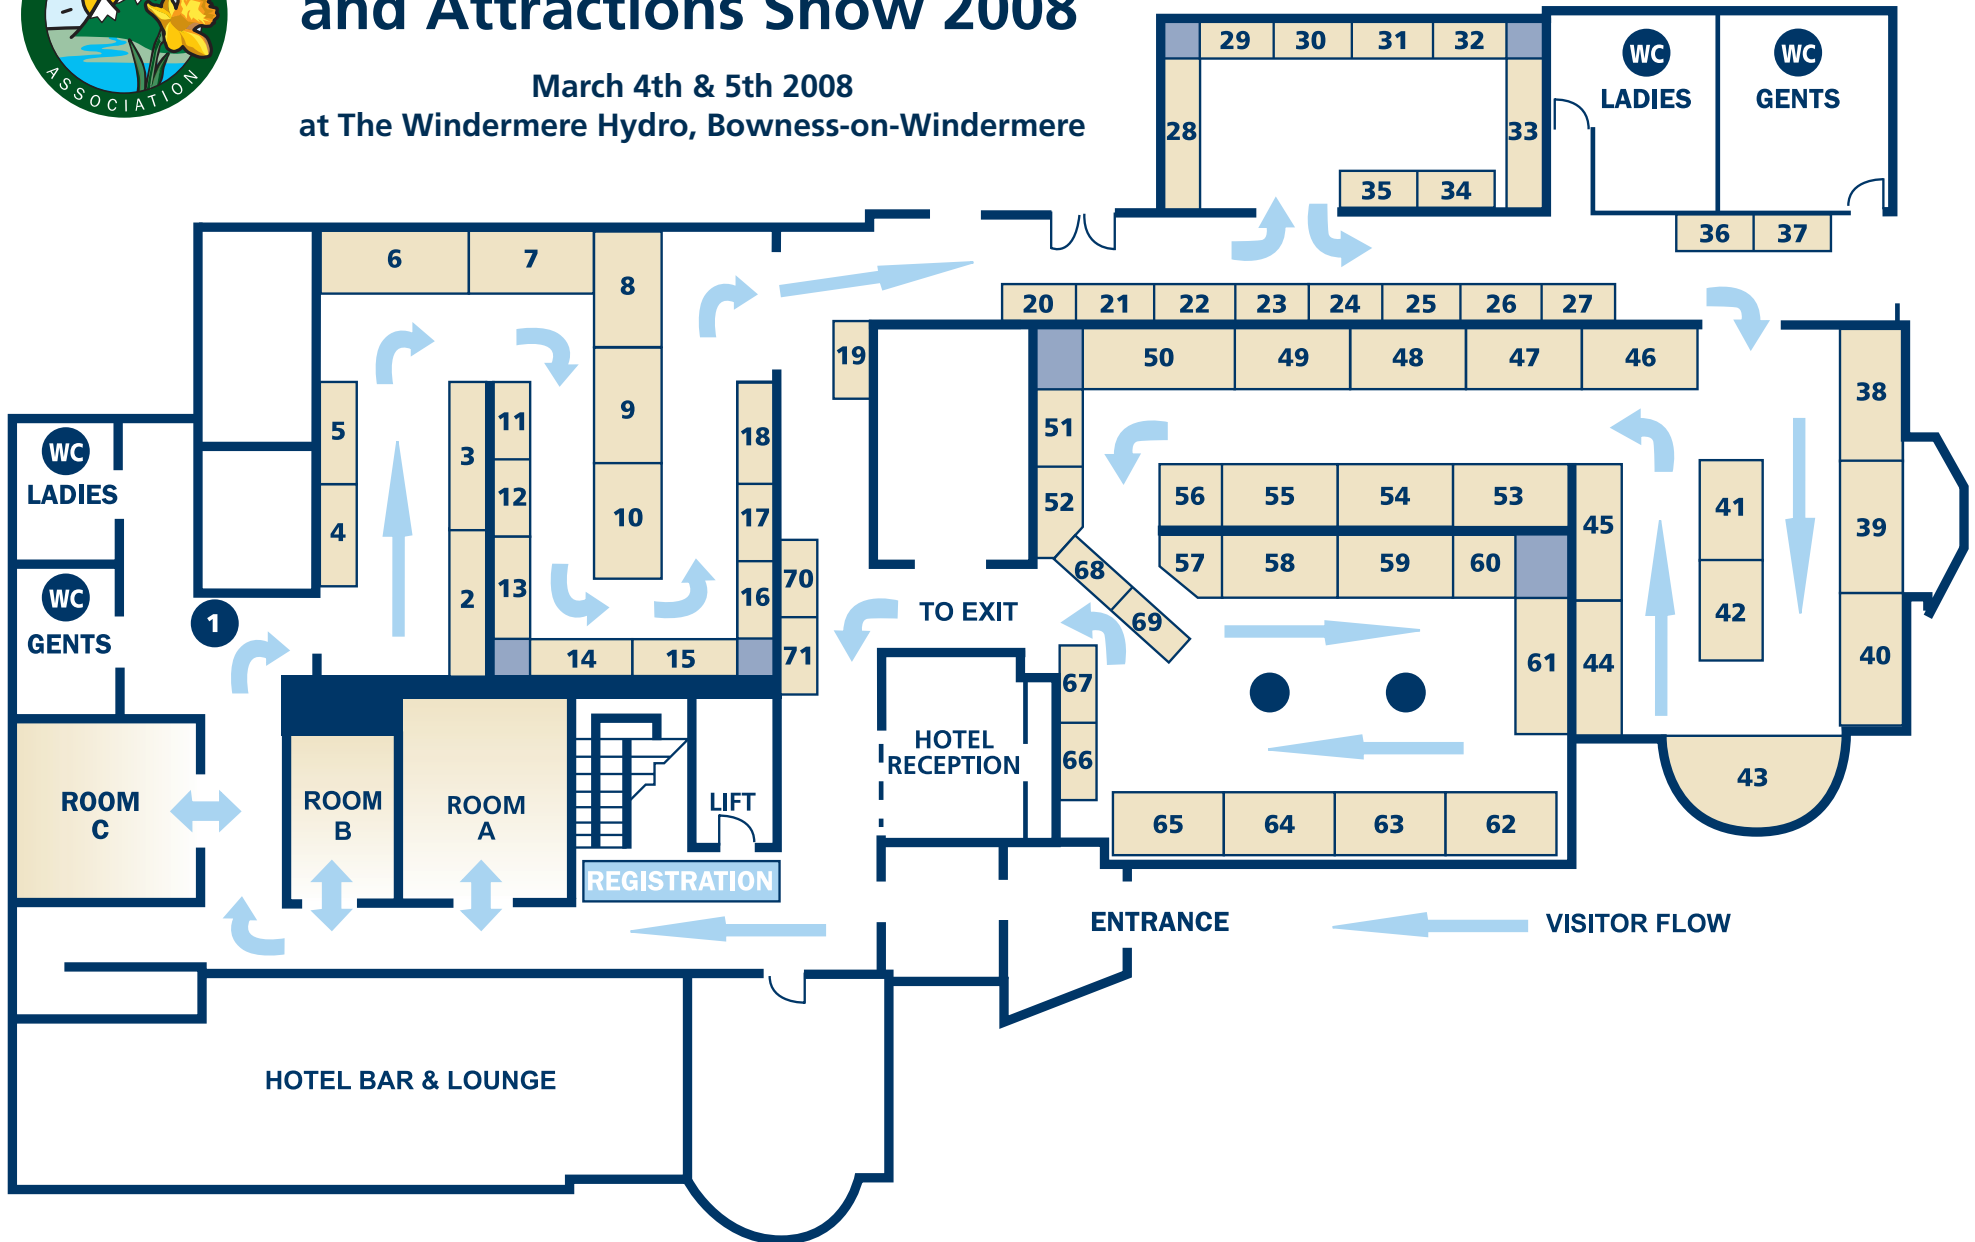 and Attractions Show 2008
ASSOCIATION
March 4th & 5th 2008
at The Windermere Hydro, Bowness-on-Windermere
29 30 31 32
WC
LADIES
WC
GENTS
28
33
35 34
36 37
6 7
8
20 21 22 23 24 25 26 27
19
50 49 48 47 46
38
5
3
11
9
18
51
WC
LADIES
4
12
10
17
52
56 55 54 53
45
41
39
2
13
16
70
68
57 58 59 60
WC
GENTS
1
TO EXIT
69
42
14 15
71
67
61
44
40
HOTEL
RECEPTION
66
43
ROOM
C
ROOM
B
ROOM
A
LIFT
65 64 63 62
REGISTRATION
ENTRANCE
VISITOR FLOW
HOTEL BAR & LOUNGE